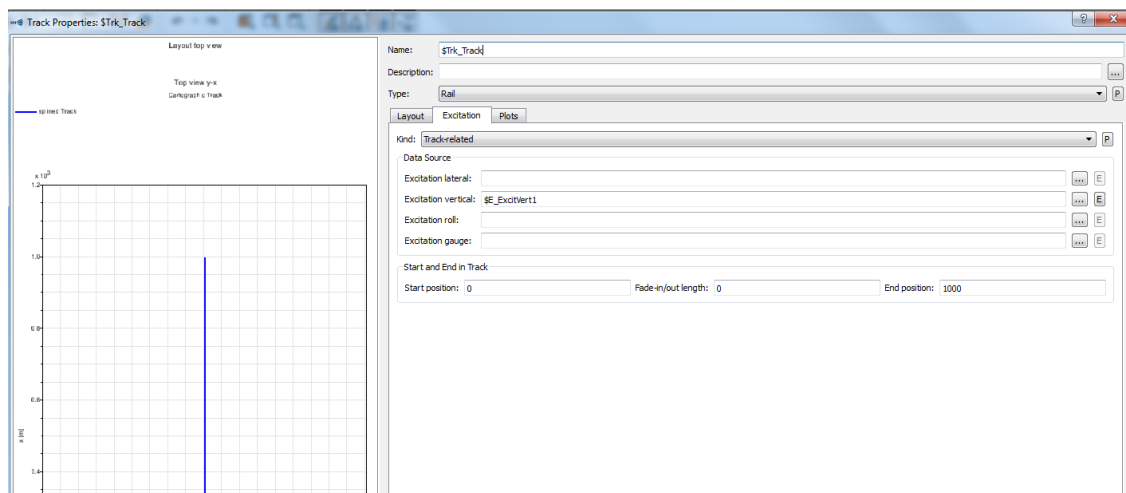 Track Properties: $Trk_Track
Layout top view
Top view y-x
Cartographic Track
spines Track
x 10³
1.2
1.0
0.8
0.6
0.4
x [m]
Name: $Trk_Track
Description:
...
Type: Rail
P
Layout Excitation Plots
Kind: Track-related
P
Data Source
Excitation lateral:
... E
Excitation vertical: $E_ExcitVert1
... E
Excitation roll:
... E
Excitation gauge:
... E
Start and End in Track
Start position: 0 Fade-in/out length: 0 End position: 1000